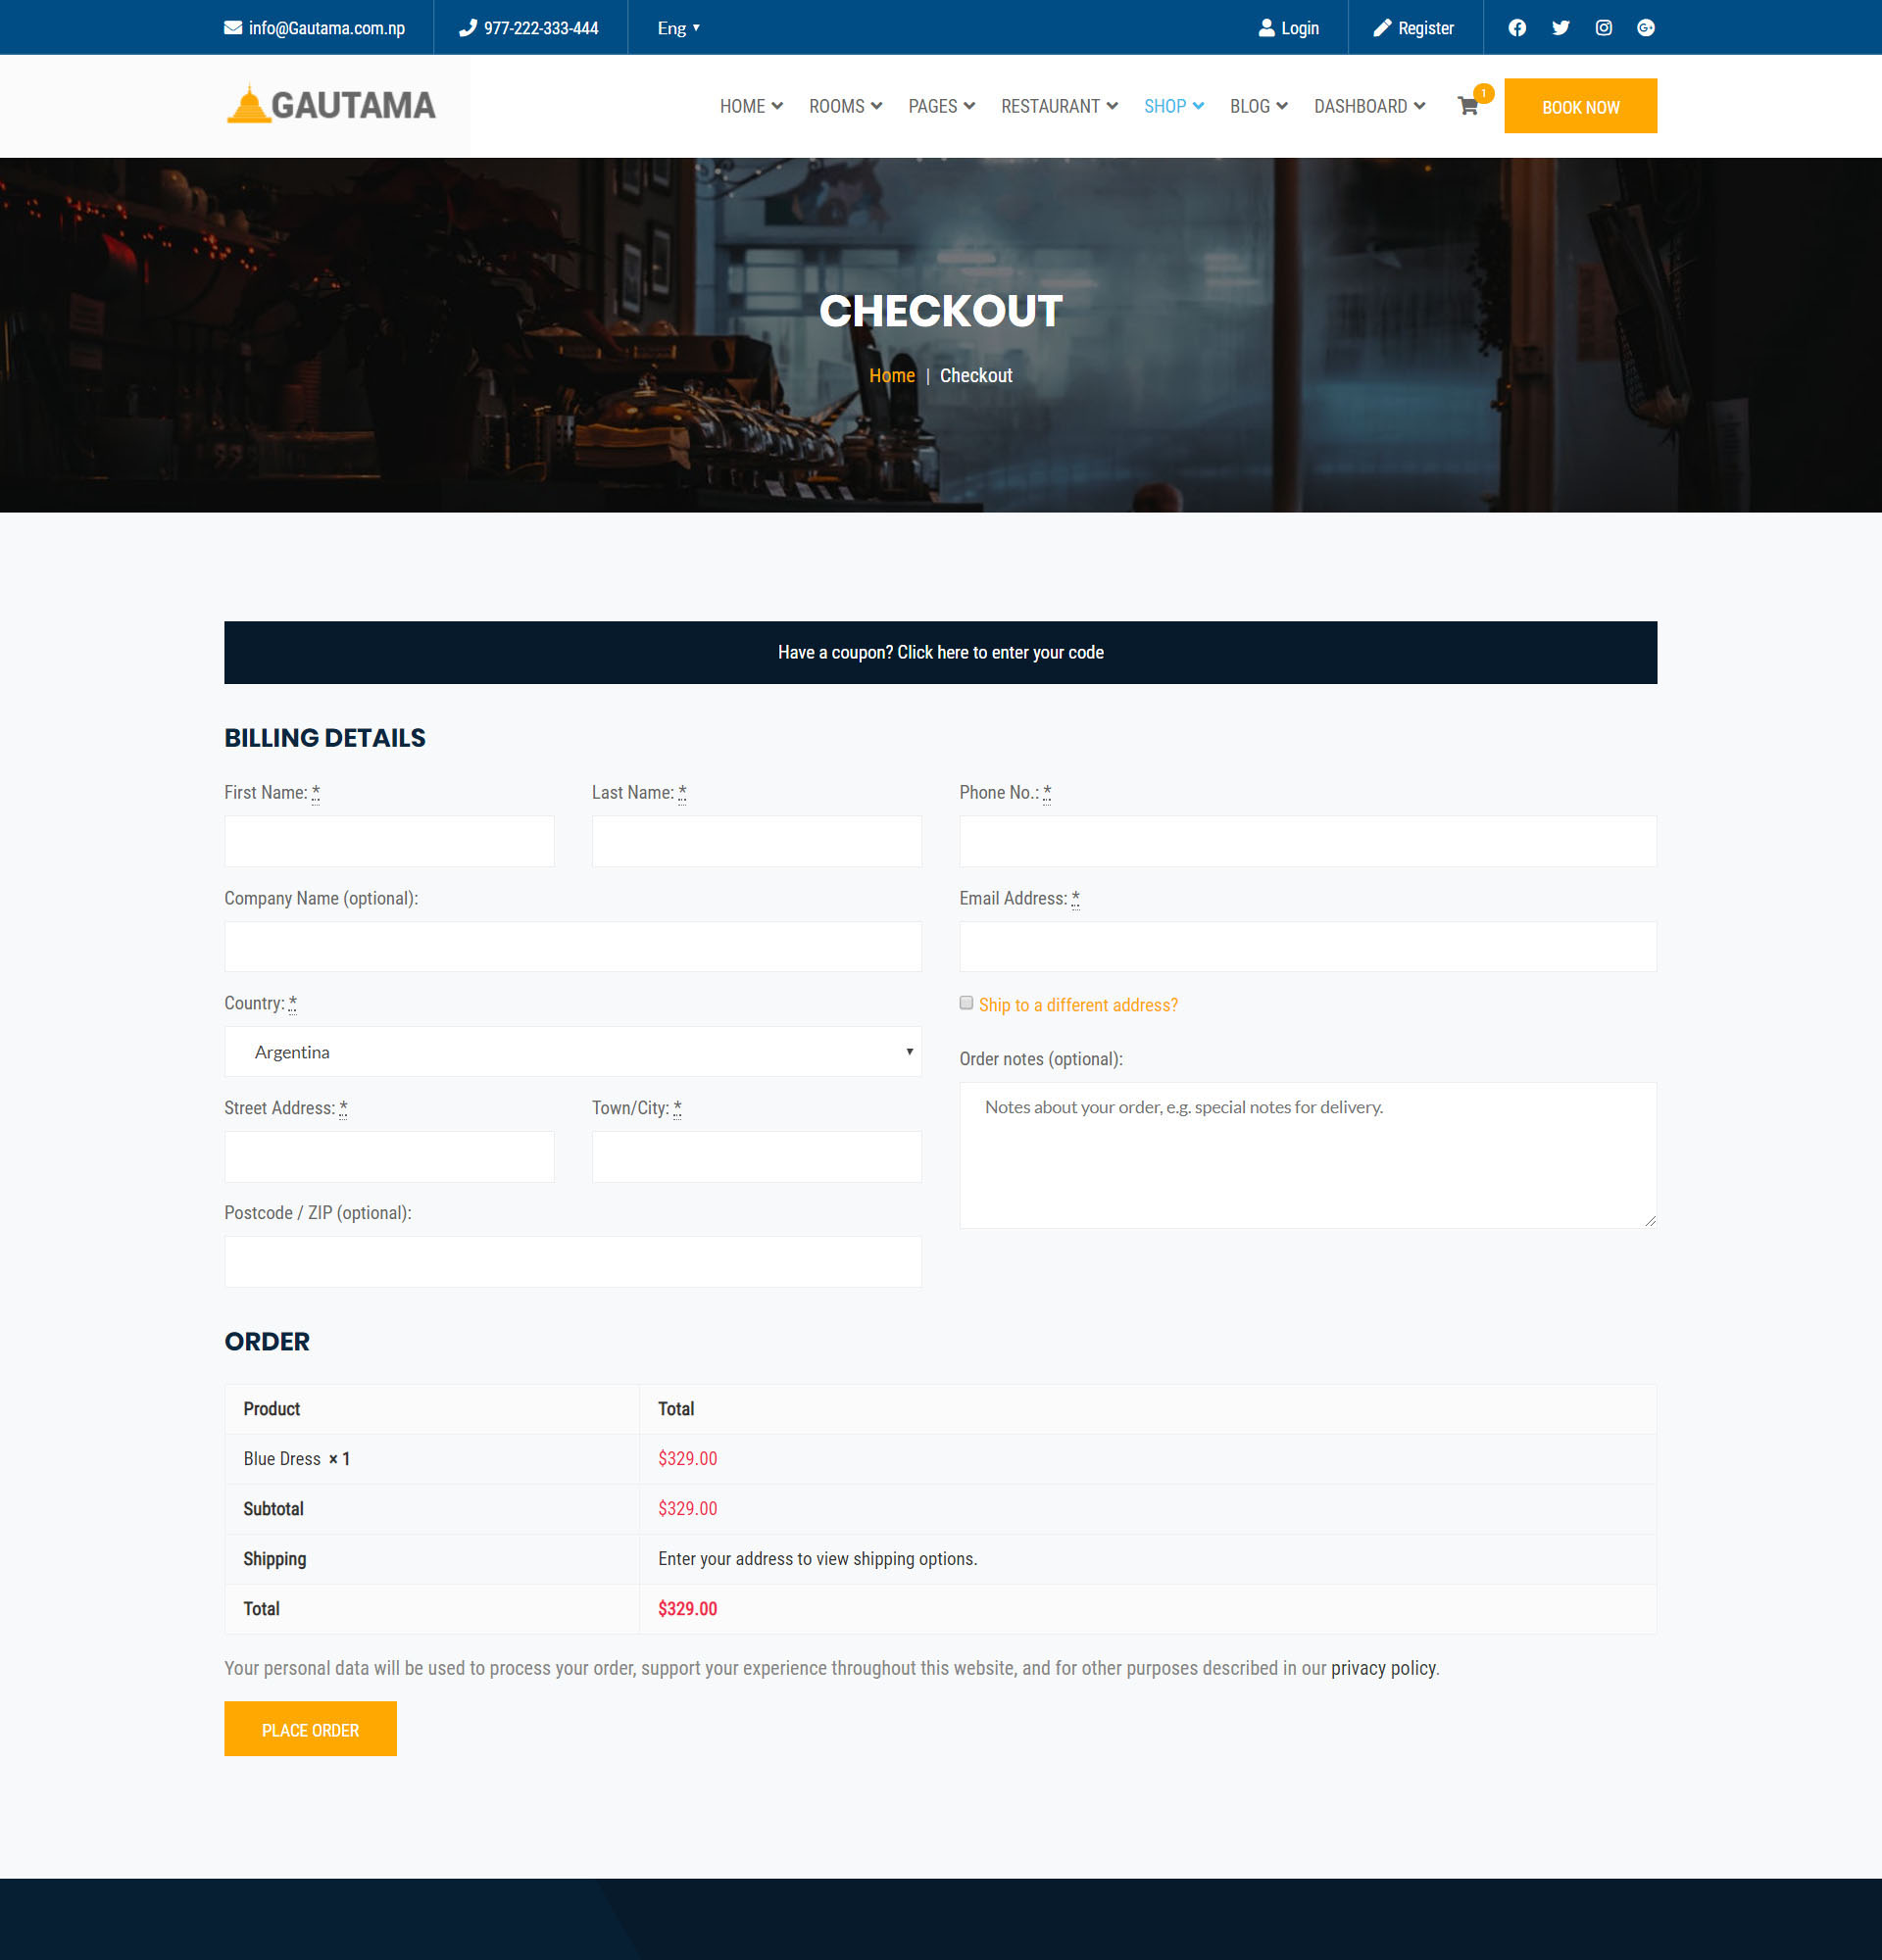 info@Gautama.com.np
977-222-333-444
Eng
Login
Register
GAUTAMA
HOME
ROOMS
PAGES
RESTAURANT
SHOP
BLOG
DASHBOARD
1
BOOK NOW
CHECKOUT
Home | Checkout
Have a coupon? Click here to enter your code
BILLING DETAILS
First Name: *
Last Name: *
Phone No.: *
Company Name (optional):
Email Address: *
Country: *
Argentina
Ship to a different address?
Order notes (optional):
Notes about your order, e.g. special notes for delivery.
Street Address: *
Town/City: *
Postcode / ZIP (optional):
ORDER
Product
Total
Blue Dress × 1
$329.00
Subtotal
$329.00
Shipping
Enter your address to view shipping options.
Total
$329.00
Your personal data will be used to process your order, support your experience throughout this website, and for other purposes described in our privacy policy.
PLACE ORDER